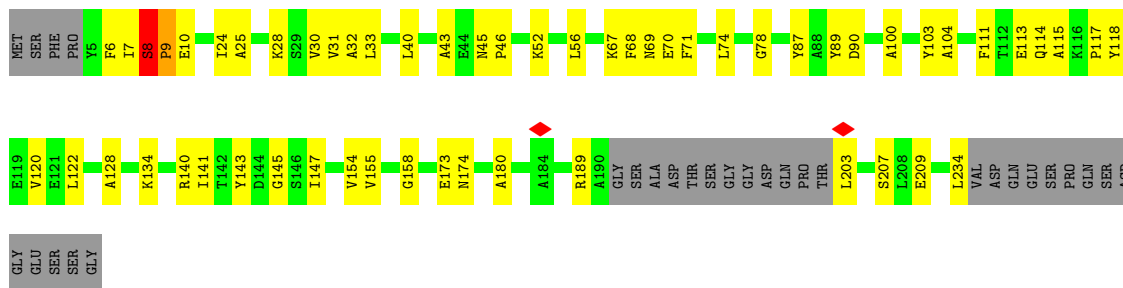 MET SER PHE PRO Y5 F6 I7 S8 P9 E10 I24 A25 K28 S29 V30 V31 A32 L33 L40 A43 E44 N45 P46 K52 L56 K67 F68 N69 E70 F71 L74 G78 Y87 A88 Y89 D90 A100 Y103 A104 F111 T112 E113 Q114 A115 K116 P117 Y118
E119 V120 E121 L122 A128 K134 R140 I141 T142 Y143 D144 G145 S146 I147 V154 V155 G158 E173 N174 A180 A184 R189 A190 GLY SER ALA ASP THR SER GLY GLY ASP GLN PRO THR L203 S207 L208 E209 L234 VAL ASP GLN GLU SER PRO GLN SER
GLY GLU SER SER GLY